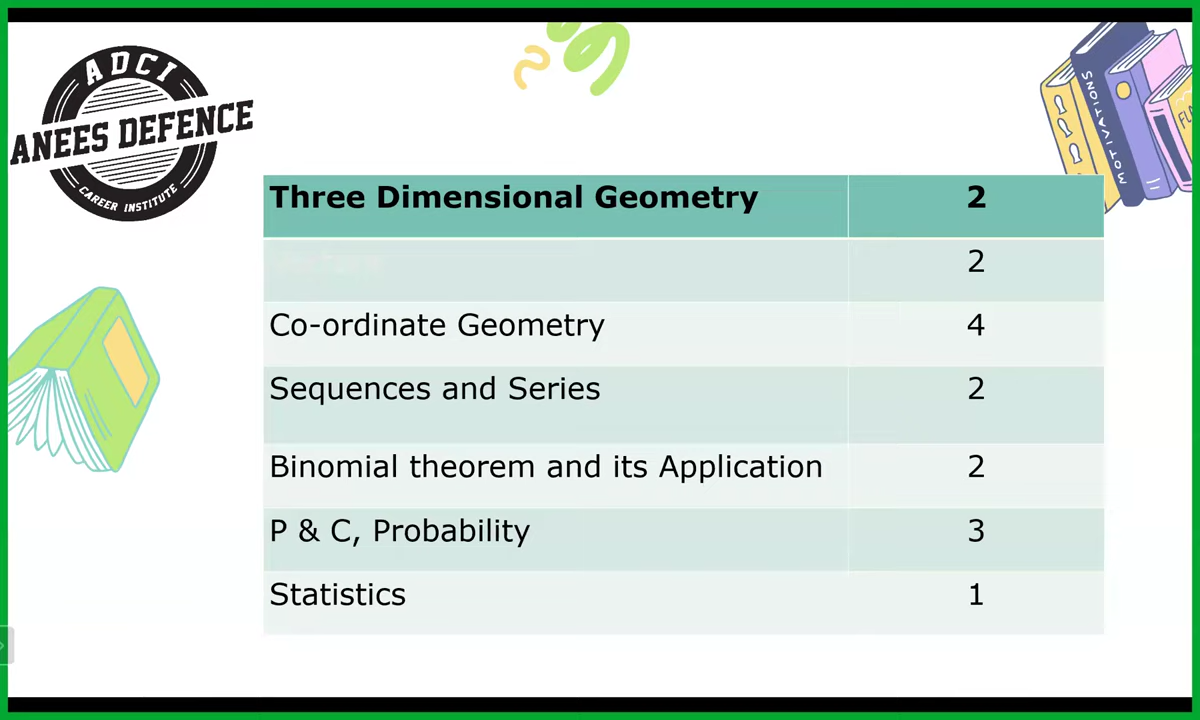 ADCI
ANEES DEFENCE
CAREER INSTITUTE
MOTIVATIONS
Three Dimensional Geometry 2
2
Co-ordinate Geometry 4
Sequences and Series 2
Binomial theorem and its Application 2
P & C, Probability 3
Statistics 1